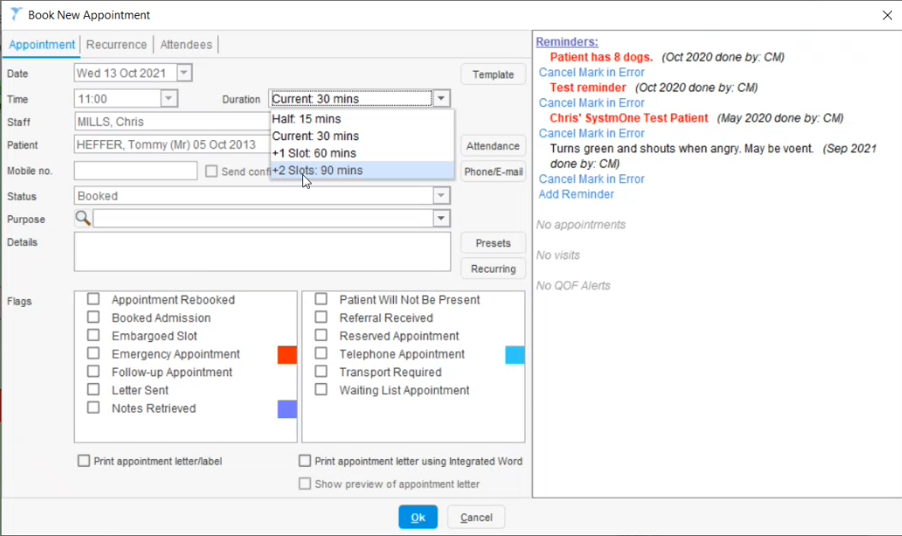 Book New Appointment
Appointment Recurrence Attendees
Date Wed 13 Oct 2021 Template
Time 11:00 Duration Current: 30 mins
Half: 15 mins
Current: 30 mins
+1 Slot: 60 mins
+2 Slots: 90 mins
Staff MILLS, Chris
Patient HEFFER, Tommy (Mr) 05 Oct 2013 Attendance
Mobile no. Send conf Phone/E-mail
Status Booked
Purpose
Details Presets
Recurring
Flags
Appointment Rebooked
Booked Admission
Embargoed Slot
Emergency Appointment
Follow-up Appointment
Letter Sent
Notes Retrieved
Patient Will Not Be Present
Referral Received
Reserved Appointment
Telephone Appointment
Transport Required
Waiting List Appointment
Print appointment letter/label
Print appointment letter using Integrated Word
Show preview of appointment letter
Ok Cancel
Reminders:
Patient has 8 dogs. (Oct 2020 done by: CM)
Cancel Mark in Error
Test reminder (Oct 2020 done by: CM)
Cancel Mark in Error
Chris' SystmOne Test Patient (May 2020 done by: CM)
Cancel Mark in Error
Turns green and shouts when angry. May be voent. (Sep 2021
done by: CM)
Cancel Mark in Error
Add Reminder
No appointments
No visits
No QOF Alerts